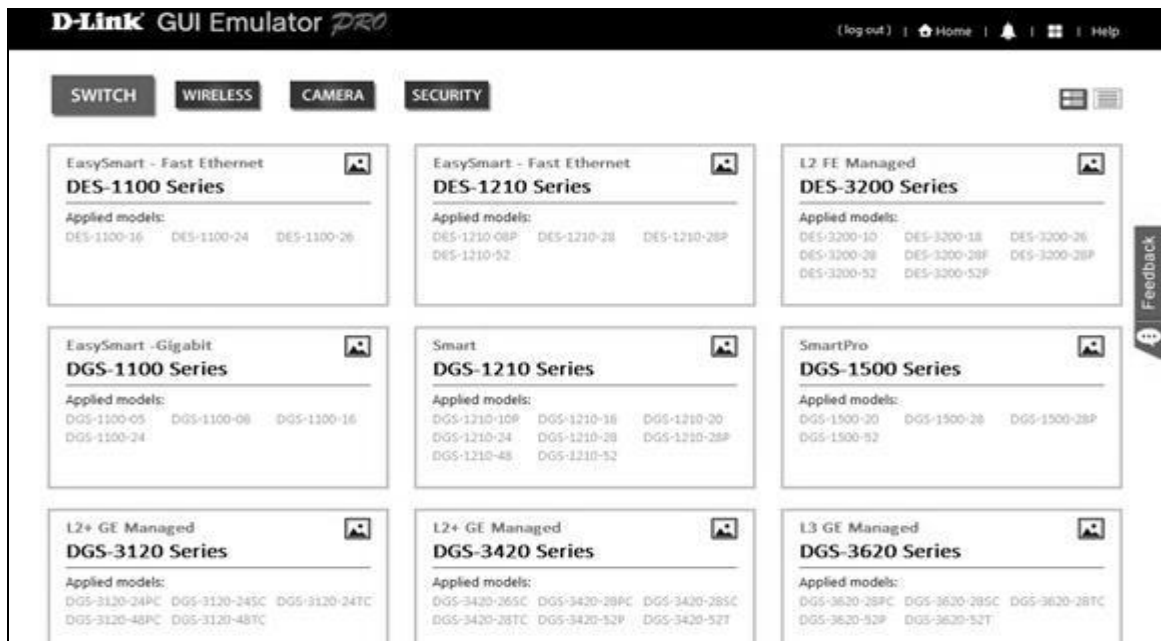 D-Link GUI Emulator PRO
(log out) | Home | | | Help
SWITCH WIRELESS CAMERA SECURITY
EasySmart - Fast Ethernet
DES-1100 Series
Applied models:
DES-1100-16 DES-1100-24 DES-1100-26
EasySmart - Fast Ethernet
DES-1210 Series
Applied models:
DES-1210-08P DES-1210-28 DES-1210-28P
DES-1210-52
L2 FE Managed
DES-3200 Series
Applied models:
DES-3200-10 DES-3200-18 DES-3200-26
DES-3200-28 DES-3200-28F DES-3200-28P
DES-3200-52 DES-3200-52P
Feedback
EasySmart -Gigabit
DGS-1100 Series
Applied models:
DGS-1100-05 DGS-1100-08 DGS-1100-16
DGS-1100-24
Smart
DGS-1210 Series
Applied models:
DGS-1210-10P DGS-1210-16 DGS-1210-20
DGS-1210-24 DGS-1210-28 DGS-1210-28P
DGS-1210-48 DGS-1210-52
SmartPro
DGS-1500 Series
Applied models:
DGS-1500-20 DGS-1500-28 DGS-1500-28P
DGS-1500-52
L2+ GE Managed
DGS-3120 Series
Applied models:
DGS-3120-24PC DGS-3120-24SC DGS-3120-24TC
DGS-3120-48PC DGS-3120-48TC
L2+ GE Managed
DGS-3420 Series
Applied models:
DGS-3420-26SC DGS-3420-28PC DGS-3420-28SC
DGS-3420-28TC DGS-3420-52P DGS-3420-52T
L3 GE Managed
DGS-3620 Series
Applied models:
DGS-3620-28PC DGS-3620-28SC DGS-3620-28TC
DGS-3620-52P DGS-3620-52T